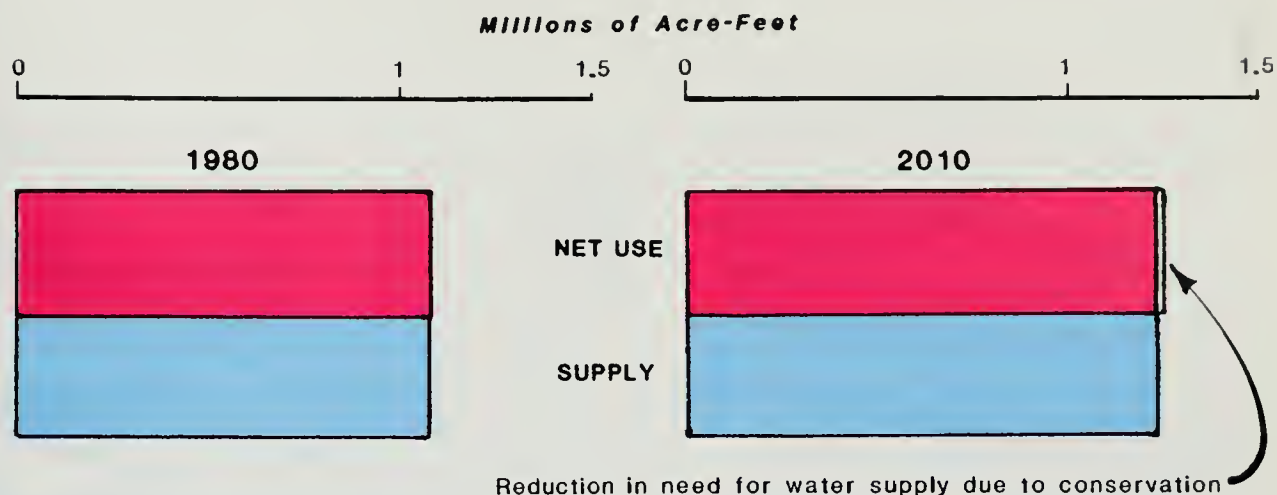 Millions of Acre-Feet
0 1 1.5 0 1 1.5
1980 2010
NET USE
SUPPLY
Reduction in need for water supply due to conservation